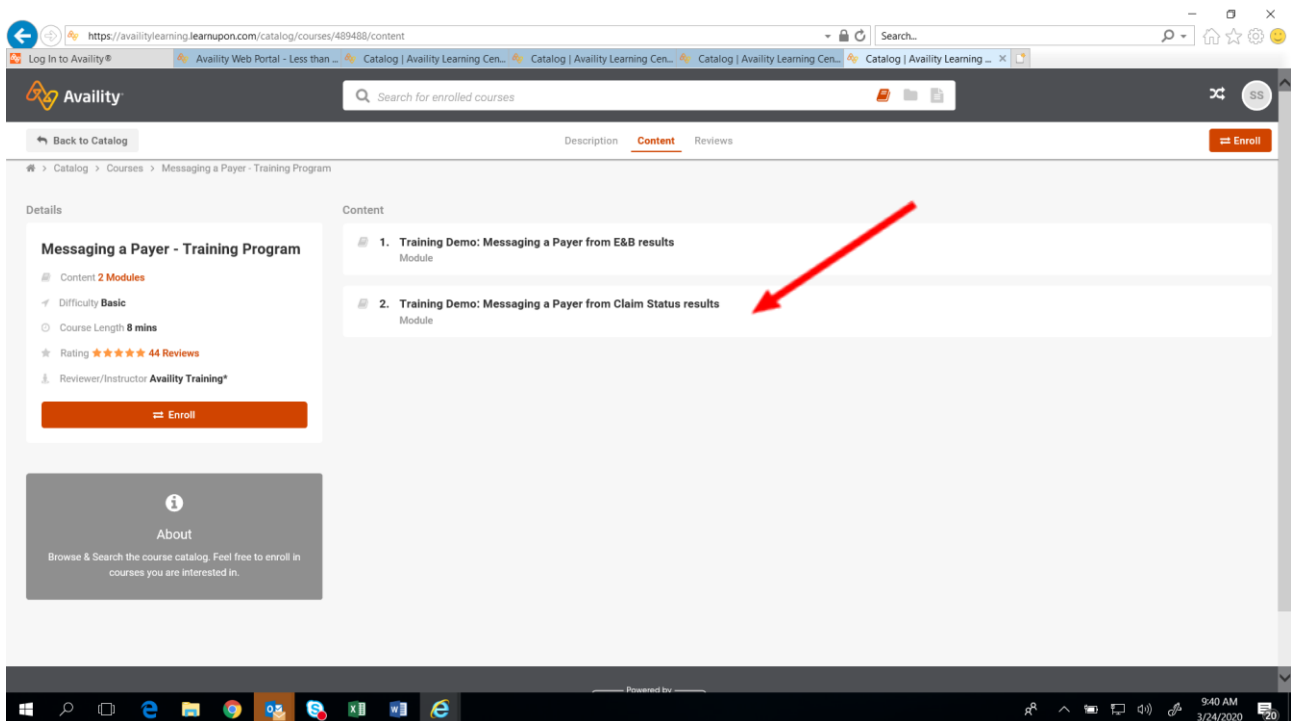 https://availitylearning.learnupon.com/catalog/courses/489488/content
Search...
Log In to Availity®
Availity Web Portal - Less than ...
Catalog | Availity Learning Cen...
Catalog | Availity Learning Cen...
Catalog | Availity Learning Cen...
Catalog | Availity Learning ...
Availity
Search for enrolled courses
SS
Back to Catalog
Description
Content
Reviews
Enroll
> Catalog > Courses > Messaging a Payer - Training Program
Details
Messaging a Payer - Training Program
Content 2 Modules
Difficulty Basic
Course Length 8 mins
Rating ★★★★★ 44 Reviews
Reviewer/Instructor Availity Training*
Enroll
About
Browse & Search the course catalog. Feel free to enroll in
courses you are interested in.
Content
1. Training Demo: Messaging a Payer from E&B results
Module
2. Training Demo: Messaging a Payer from Claim Status results
Module
Powered by
9:40 AM
3/24/2020
20